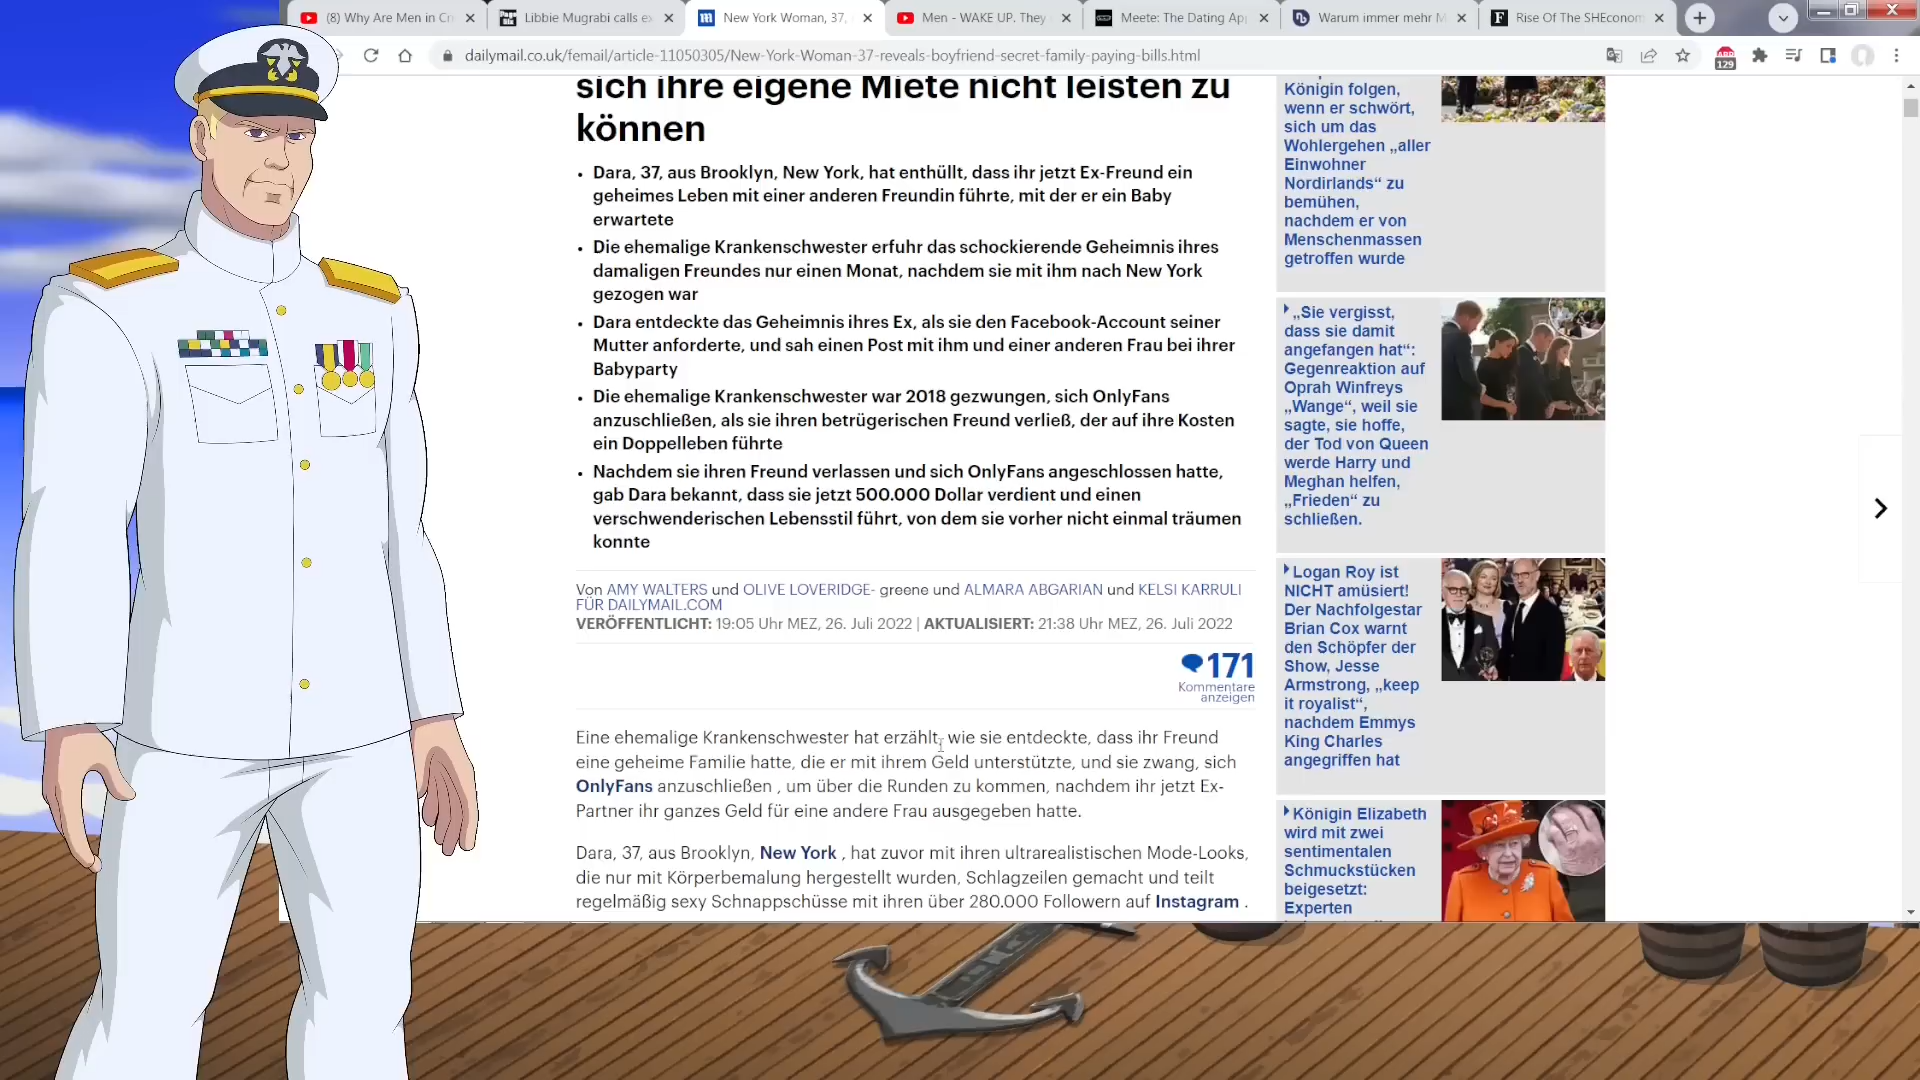 (8) Why Are Men in Cr
Libbie Mugrabi calls ex
New York Woman, 37,
Men - WAKE UP. They
Meete: The Dating Ap
Warum immer mehr M
Rise Of The SHEconom
dailymail.co.uk/femail/article-11050305/New-York-Woman-37-reveals-boyfriend-secret-family-paying-bills.html
129
sich ihre eigene Miete nicht leisten zu
können
• Dara, 37, aus Brooklyn, New York, hat enthüllt, dass ihr jetzt Ex-Freund ein
geheimes Leben mit einer anderen Freundin führte, mit der er ein Baby
erwartete
• Die ehemalige Krankenschwester erfuhr das schockierende Geheimnis ihres
damaligen Freundes nur einen Monat, nachdem sie mit ihm nach New York
gezogen war
• Dara entdeckte das Geheimnis ihres Ex, als sie den Facebook-Account seiner
Mutter anforderte, und sah einen Post mit ihm und einer anderen Frau bei ihrer
Babyparty
• Die ehemalige Krankenschwester war 2018 gezwungen, sich OnlyFans
anzuschließen, als sie ihren betrügerischen Freund verließ, der auf ihre Kosten
ein Doppelleben führte
• Nachdem sie ihren Freund verlassen und sich OnlyFans angeschlossen hatte,
gab Dara bekannt, dass sie jetzt 500.000 Dollar verdient und einen
verschwenderischen Lebensstil führt, von dem sie vorher nicht einmal träumen
konnte
Von AMY WALTERS und OLIVE LOVERIDGE- greene und ALMARA ABGARIAN und KELSI KARRULI
FÜR DAILYMAIL.COM
VERÖFFENTLICHT: 19:05 Uhr MEZ, 26. Juli 2022 | AKTUALISIERT: 21:38 Uhr MEZ, 26. Juli 2022
171
Kommentare
anzeigen
Eine ehemalige Krankenschwester hat erzählt, wie sie entdeckte, dass ihr Freund
eine geheime Familie hatte, die er mit ihrem Geld unterstützte, und sie zwang, sich
OnlyFans anzuschließen , um über die Runden zu kommen, nachdem ihr jetzt Ex-
Partner ihr ganzes Geld für eine andere Frau ausgegeben hatte.
Dara, 37, aus Brooklyn, New York , hat zuvor mit ihren ultrarealistischen Mode-Looks,
die nur mit Körperbemalung hergestellt wurden, Schlagzeilen gemacht und teilt
regelmäßig sexy Schnappschüsse mit ihren über 280.000 Followern auf Instagram .
Königin folgen,
wenn er schwört,
sich um das
Wohlergehen „aller
Einwohner
Nordirlands“ zu
bemühen,
nachdem er von
Menschenmassen
getroffen wurde
„Sie vergisst,
dass sie damit
angefangen hat“:
Gegenreaktion auf
Oprah Winfreys
„Wange“, weil sie
sagte, sie hoffe,
der Tod von Queen
werde Harry und
Meghan helfen,
„Frieden“ zu
schließen.
Logan Roy ist
NICHT amüsiert!
Der Nachfolgestar
Brian Cox warnt
den Schöpfer der
Show, Jesse
Armstrong, „keep
it royalist“,
nachdem Emmys
King Charles
angegriffen hat
Königin Elizabeth
wird mit zwei
sentimentalen
Schmuckstücken
beigesetzt:
Experten